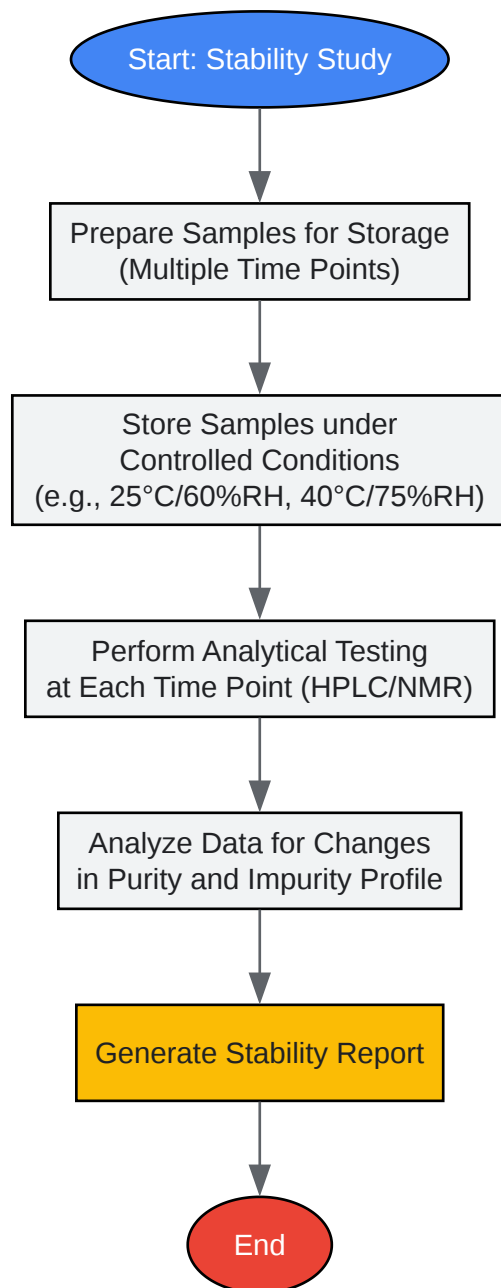 Start: Stability Study
Prepare Samples for Storage
(Multiple Time Points)
Store Samples under
Controlled Conditions
(e.g., 25°C/60%RH, 40°C/75%RH)
Perform Analytical Testing
at Each Time Point (HPLC/NMR)
Analyze Data for Changes
in Purity and Impurity Profile
Generate Stability Report
End